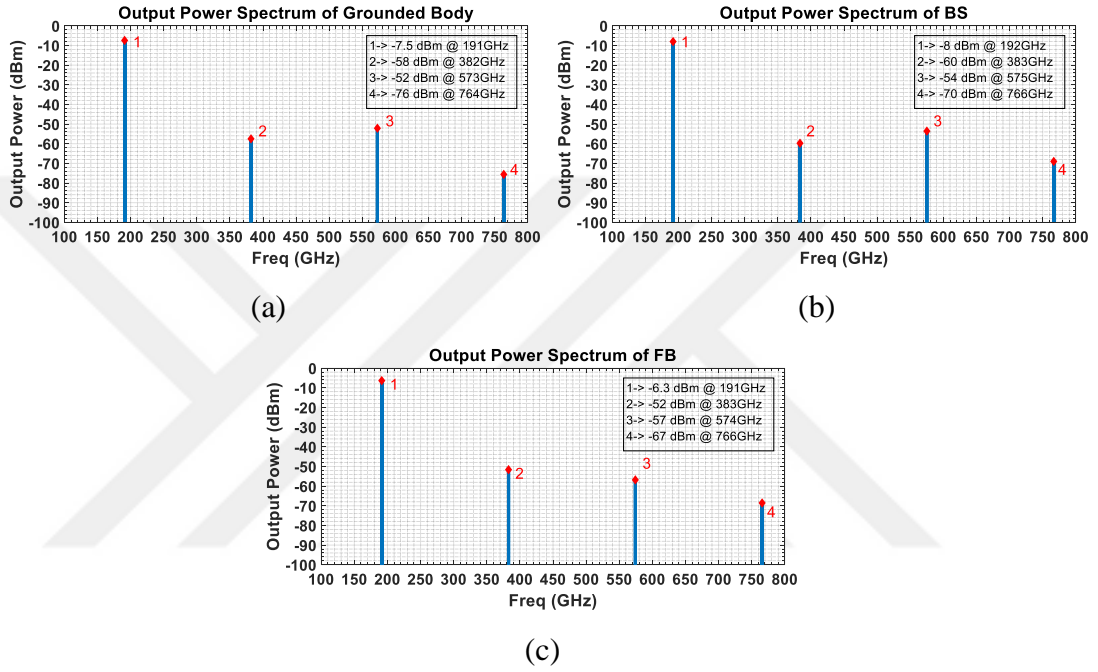 Output Power Spectrum of Grounded Body
Output Power (dBm)
0
-10
-20
-30
-40
-50
-60
-70
-80
-90
-100
1
2
3
4
1-> -7.5 dBm @ 191GHz
2-> -58 dBm @ 382GHz
3-> -52 dBm @ 573GHz
4-> -76 dBm @ 764GHz
100 150 200 250 300 350 400 450 500 550 600 650 700 750 800
Freq (GHz)
(a)
Output Power Spectrum of BS
Output Power (dBm)
0
-10
-20
-30
-40
-50
-60
-70
-80
-90
-100
1
2
3
4
1-> -8 dBm @ 192GHz
2-> -60 dBm @ 383GHz
3-> -54 dBm @ 575GHz
4-> -70 dBm @ 766GHz
100 150 200 250 300 350 400 450 500 550 600 650 700 750 800
Freq (GHz)
(b)
Output Power Spectrum of FB
Output Power (dBm)
0
-10
-20
-30
-40
-50
-60
-70
-80
-90
-100
1
2
3
4
1-> -6.3 dBm @ 191GHz
2-> -52 dBm @ 383GHz
3-> -57 dBm @ 574GHz
4-> -67 dBm @ 766GHz
100 150 200 250 300 350 400 450 500 550 600 650 700 750 800
Freq (GHz)
(c)